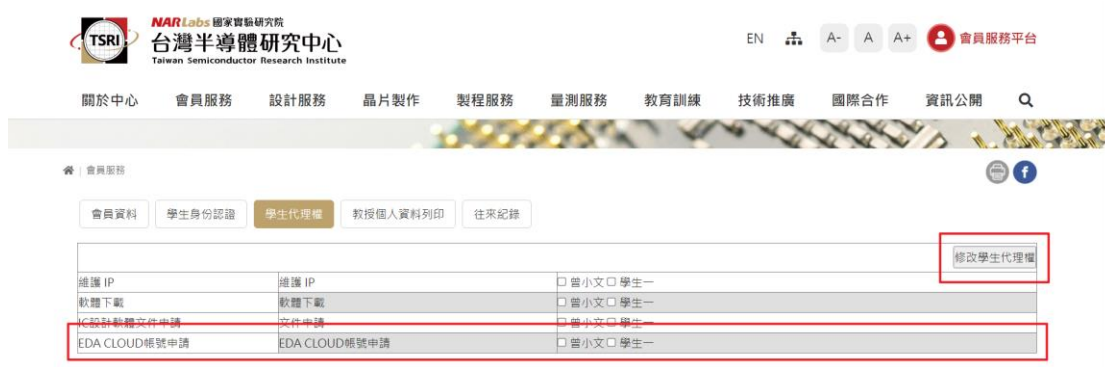 NARLabs 國家實驗研究院
TSRI 台灣半導體研究中心
Taiwan Semiconductor Research Institute
EN A- A A+ 會員服務平台
關於中心 會員服務 設計服務 晶片製作 製程服務 量測服務 教育訓練 技術推廣 國際合作 資訊公開
| 會員服務
會員資料 學生身份認證 學生代理權 教授個人資料列印 往來紀錄
修改學生代理權
維護 IP 維護 IP 曾小文 學生一
軟體下載 軟體下載 曾小文 學生一
IC設計軟體文件申請 文件申請 曾小文 學生一
EDA CLOUD帳號申請 EDA CLOUD帳號申請 曾小文 學生一